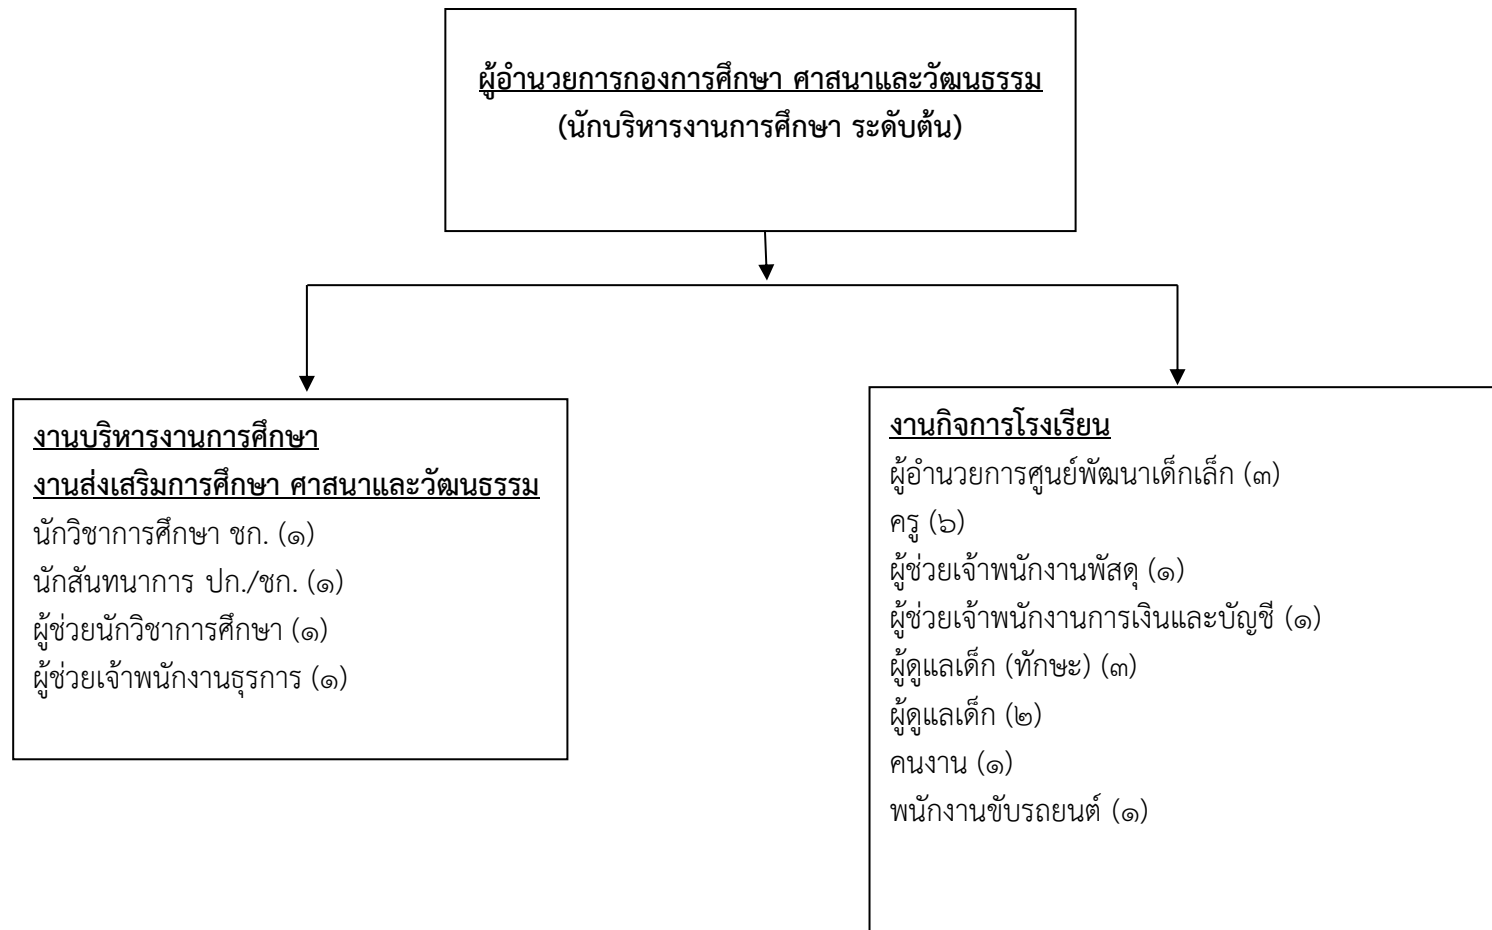 ผู้อำนวยการกองการศึกษา ศาสนาและวัฒนธรรม
(นักบริหารงานการศึกษา ระดับต้น)
งานบริหารงานการศึกษา
งานส่งเสริมการศึกษา ศาสนาและวัฒนธรรม
นักวิชาการศึกษา ชก. (๑)
นักสันทนาการ ปก./ชก. (๑)
ผู้ช่วยนักวิชาการศึกษา (๑)
ผู้ช่วยเจ้าพนักงานธุรการ (๑)
งานกิจการโรงเรียน
ผู้อำนวยการศูนย์พัฒนาเด็กเล็ก (๓)
ครู (๖)
ผู้ช่วยเจ้าพนักงานพัสดุ (๑)
ผู้ช่วยเจ้าพนักงานการเงินและบัญชี (๑)
ผู้ดูแลเด็ก (ทักษะ) (๓)
ผู้ดูแลเด็ก (๒)
คนงาน (๑)
พนักงานขับรถยนต์ (๑)